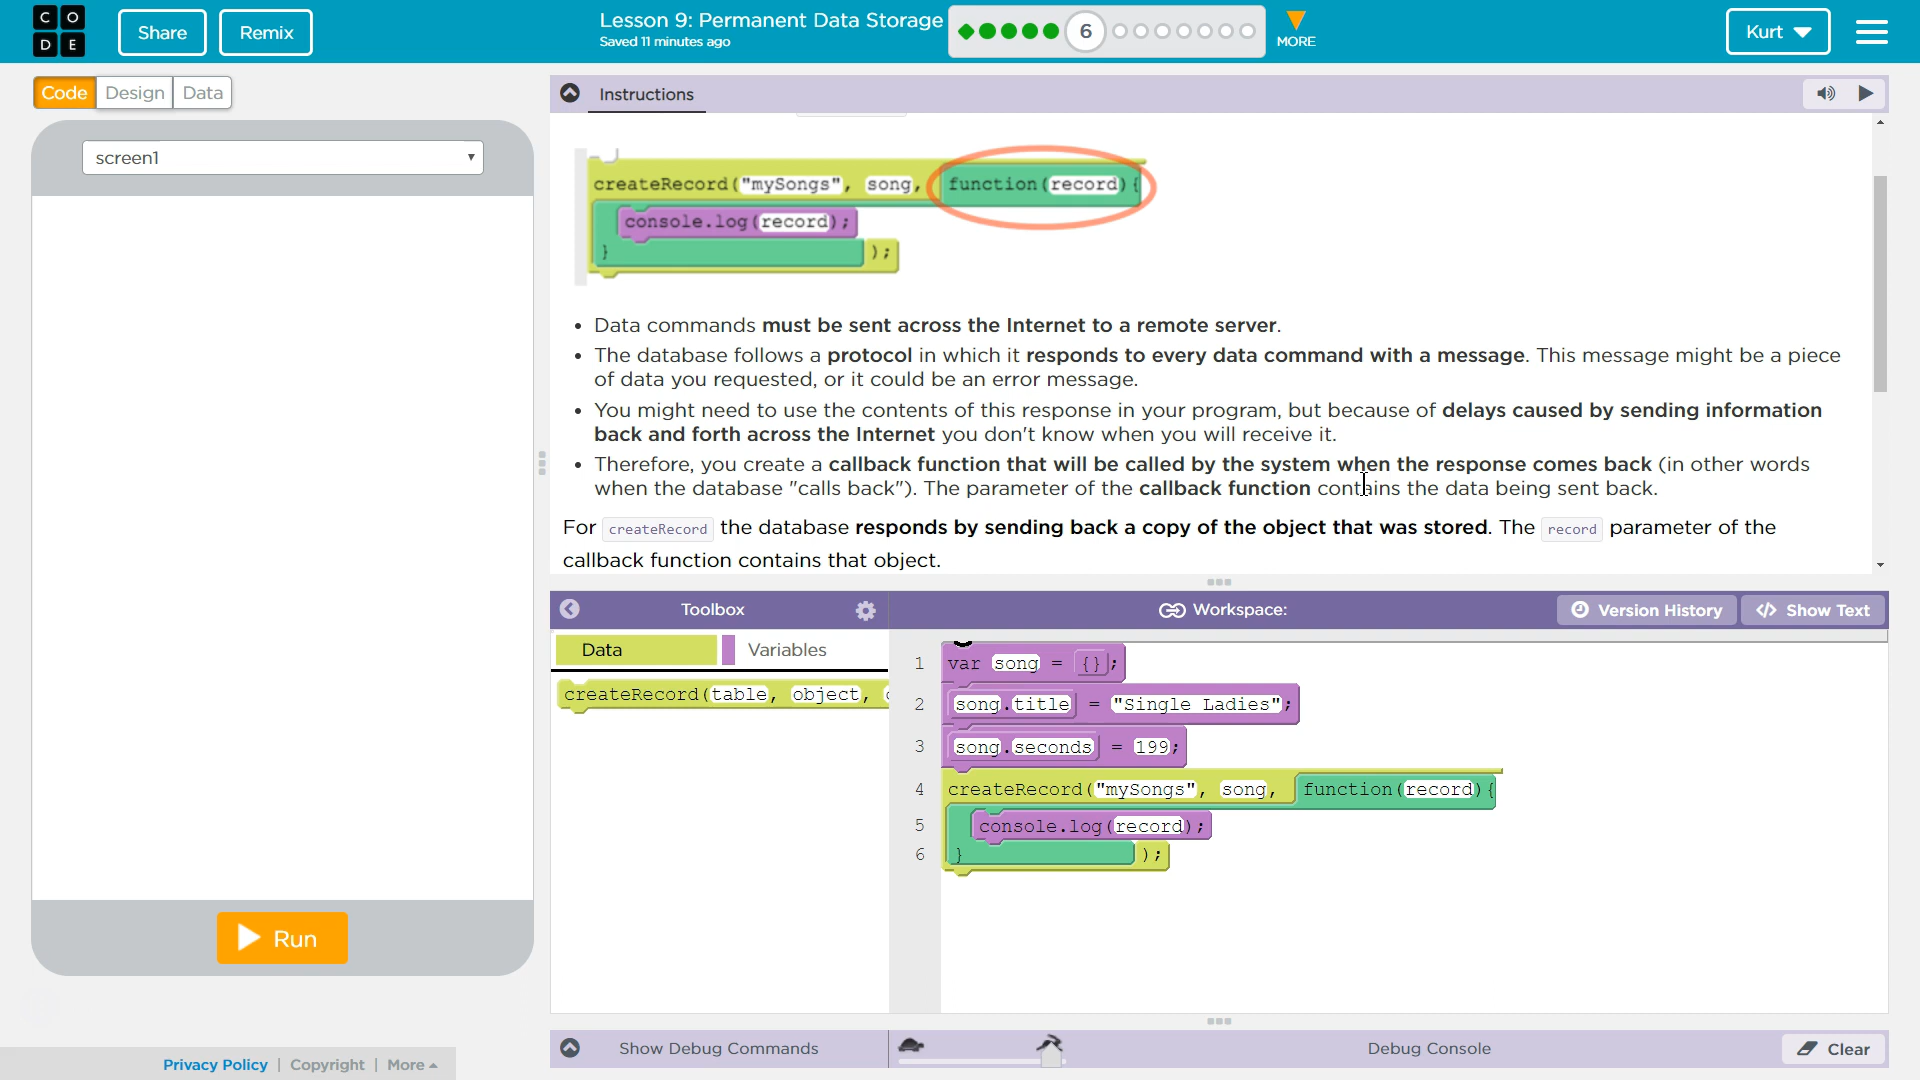 CODE
Share
Remix
Lesson 9: Permanent Data Storage
Saved 11 minutes ago
6
MORE
Kurt
Code
Design
Data
screen1
Run
Instructions
createRecord("mySongs", song, function(record){
console.log(record);
}
);
• Data commands must be sent across the Internet to a remote server.
• The database follows a protocol in which it responds to every data command with a message. This message might be a piece
of data you requested, or it could be an error message.
• You might need to use the contents of this response in your program, but because of delays caused by sending information
back and forth across the Internet you don't know when you will receive it.
• Therefore, you create a callback function that will be called by the system when the response comes back (in other words
when the database "calls back"). The parameter of the callback function contains the data being sent back.
For createRecord the database responds by sending back a copy of the object that was stored. The record parameter of the
callback function contains that object.
Toolbox
Workspace:
Version History
Show Text
Data
Variables
createRecord(table, object,
1 var song = {};
2 song.title = "Single Ladies";
3 song.seconds = 199;
4 createRecord("mySongs", song, function(record){
5 console.log(record);
6 } );
Show Debug Commands
Debug Console
Clear
Privacy Policy | Copyright | More